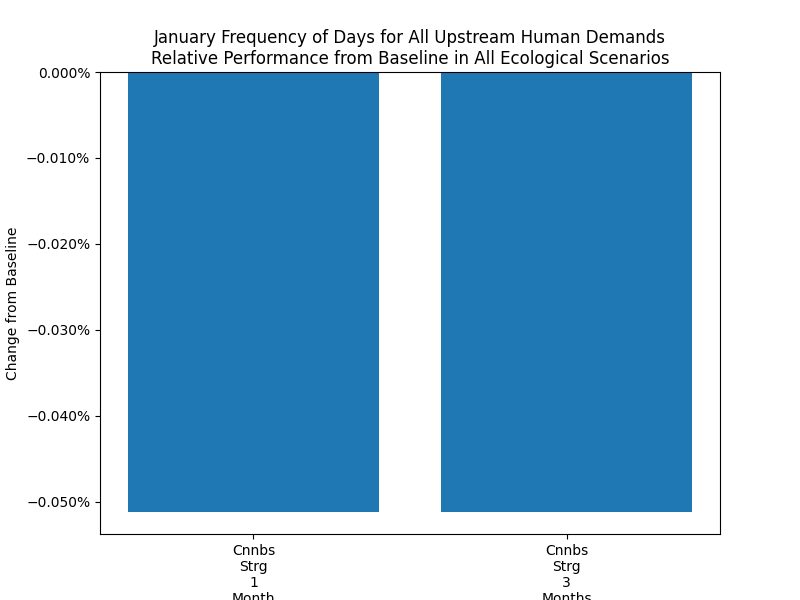 January Frequency of Days for All Upstream Human Demands
Relative Performance from Baseline in All Ecological Scenarios
0.000%
−0.010%
−0.020%
−0.030%
−0.040%
−0.050%
Change from Baseline
Cnnbs
Strg
1
Month
Cnnbs
Strg
3
Months